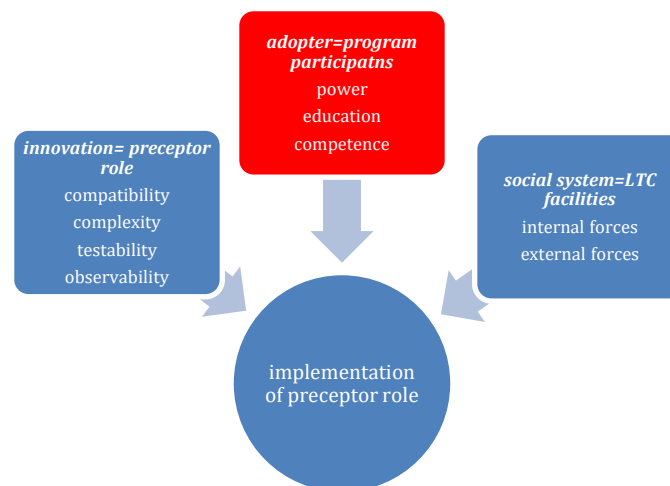 adopter=program
participatns
power
education
competence
innovation= preceptor
role
compatibility
complexity
testability
observability
social system=LTC
facilities
internal forces
external forces
implementation
of preceptor role